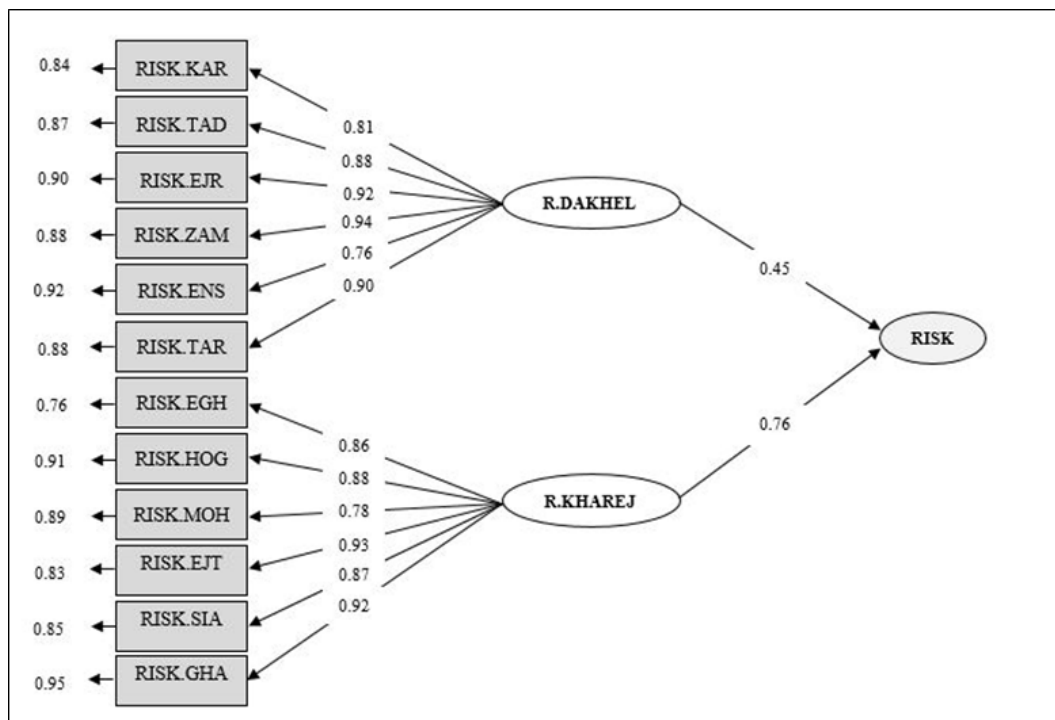 0.84 RISK.KAR
0.81
0.87 RISK.TAD
0.88
0.90 RISK.EJR
0.92
R.DAKHEL
0.88 RISK.ZAM
0.94
0.76
0.45
0.92 RISK.ENS
0.90
0.88 RISK.TAR
RISK
0.76 RISK.EGH
0.86
0.76
0.91 RISK.HOG
0.88
R.KHAREJ
0.89 RISK.MOH
0.78
0.93
0.83 RISK.EJT
0.87
0.92
0.85 RISK.SIA
0.95 RISK.GHA